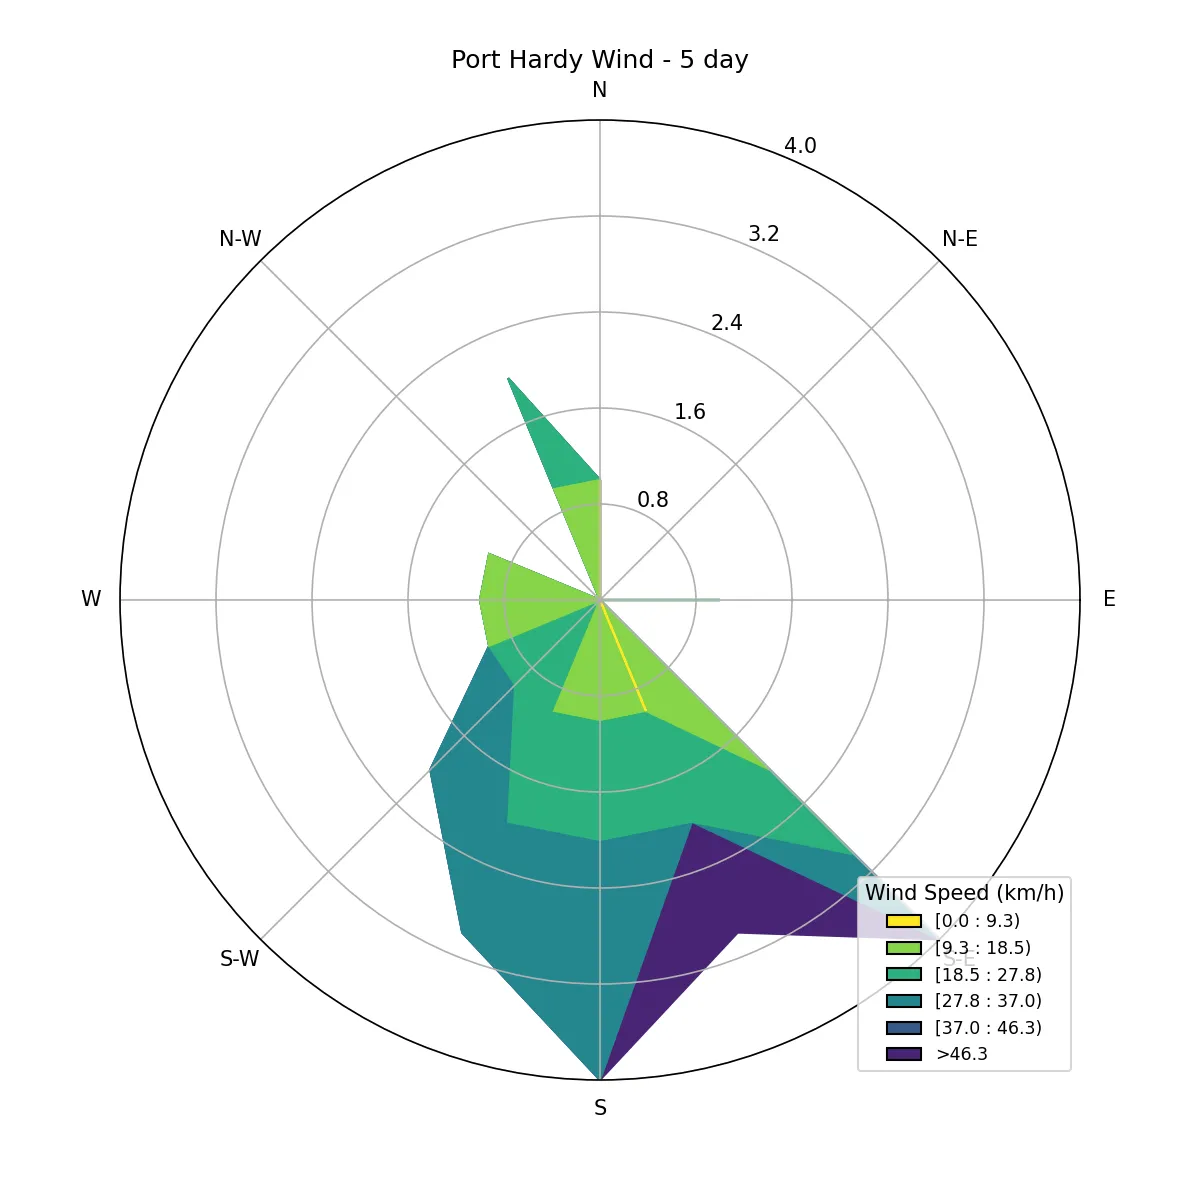 Port Hardy Wind - 5 day
N
4.0
N-W
3.2
N-E
2.4
1.6
0.8
W
E
Wind Speed (km/h)
[0.0 : 9.3)
[9.3 : 18.5)
S-W
S-E
[18.5 : 27.8)
[27.8 : 37.0)
[37.0 : 46.3)
>46.3
S